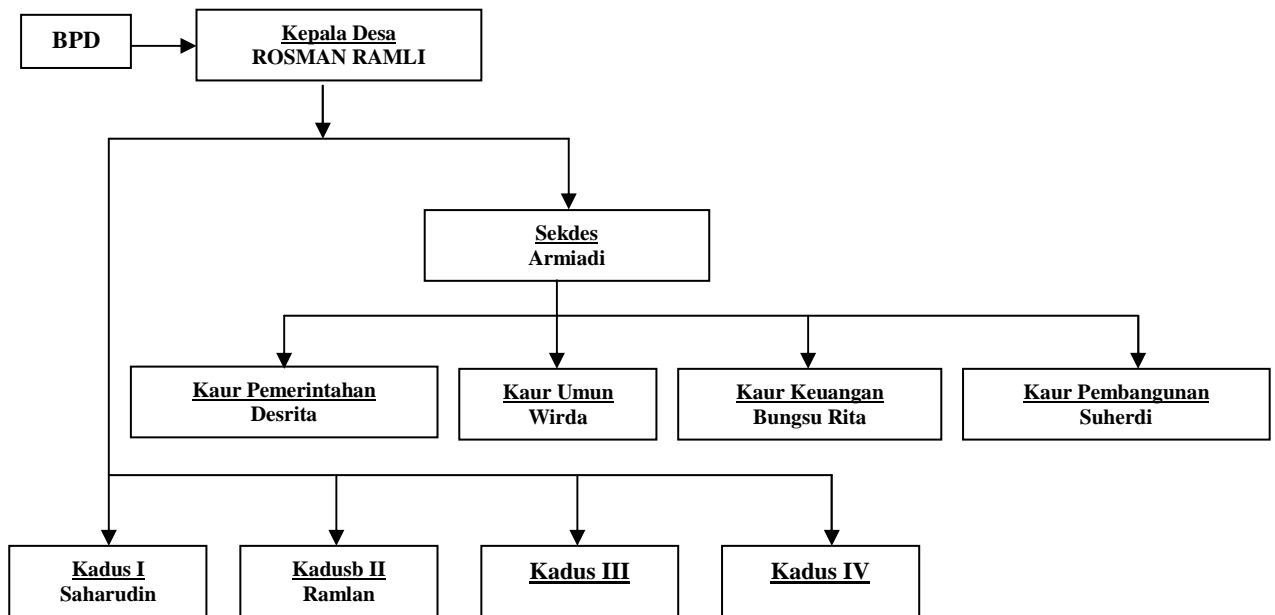 BPD
Kepala Desa
ROSMAN RAMLI
Sekdes
Armiadi
Kaur Pemerintahan
Desrita
Kaur Umun
Wirda
Kaur Keuangan
Bungsu Rita
Kaur Pembangunan
Suherdi
Kadus I
Saharudin
Kadusb II
Ramlan
Kadus III
Kadus IV